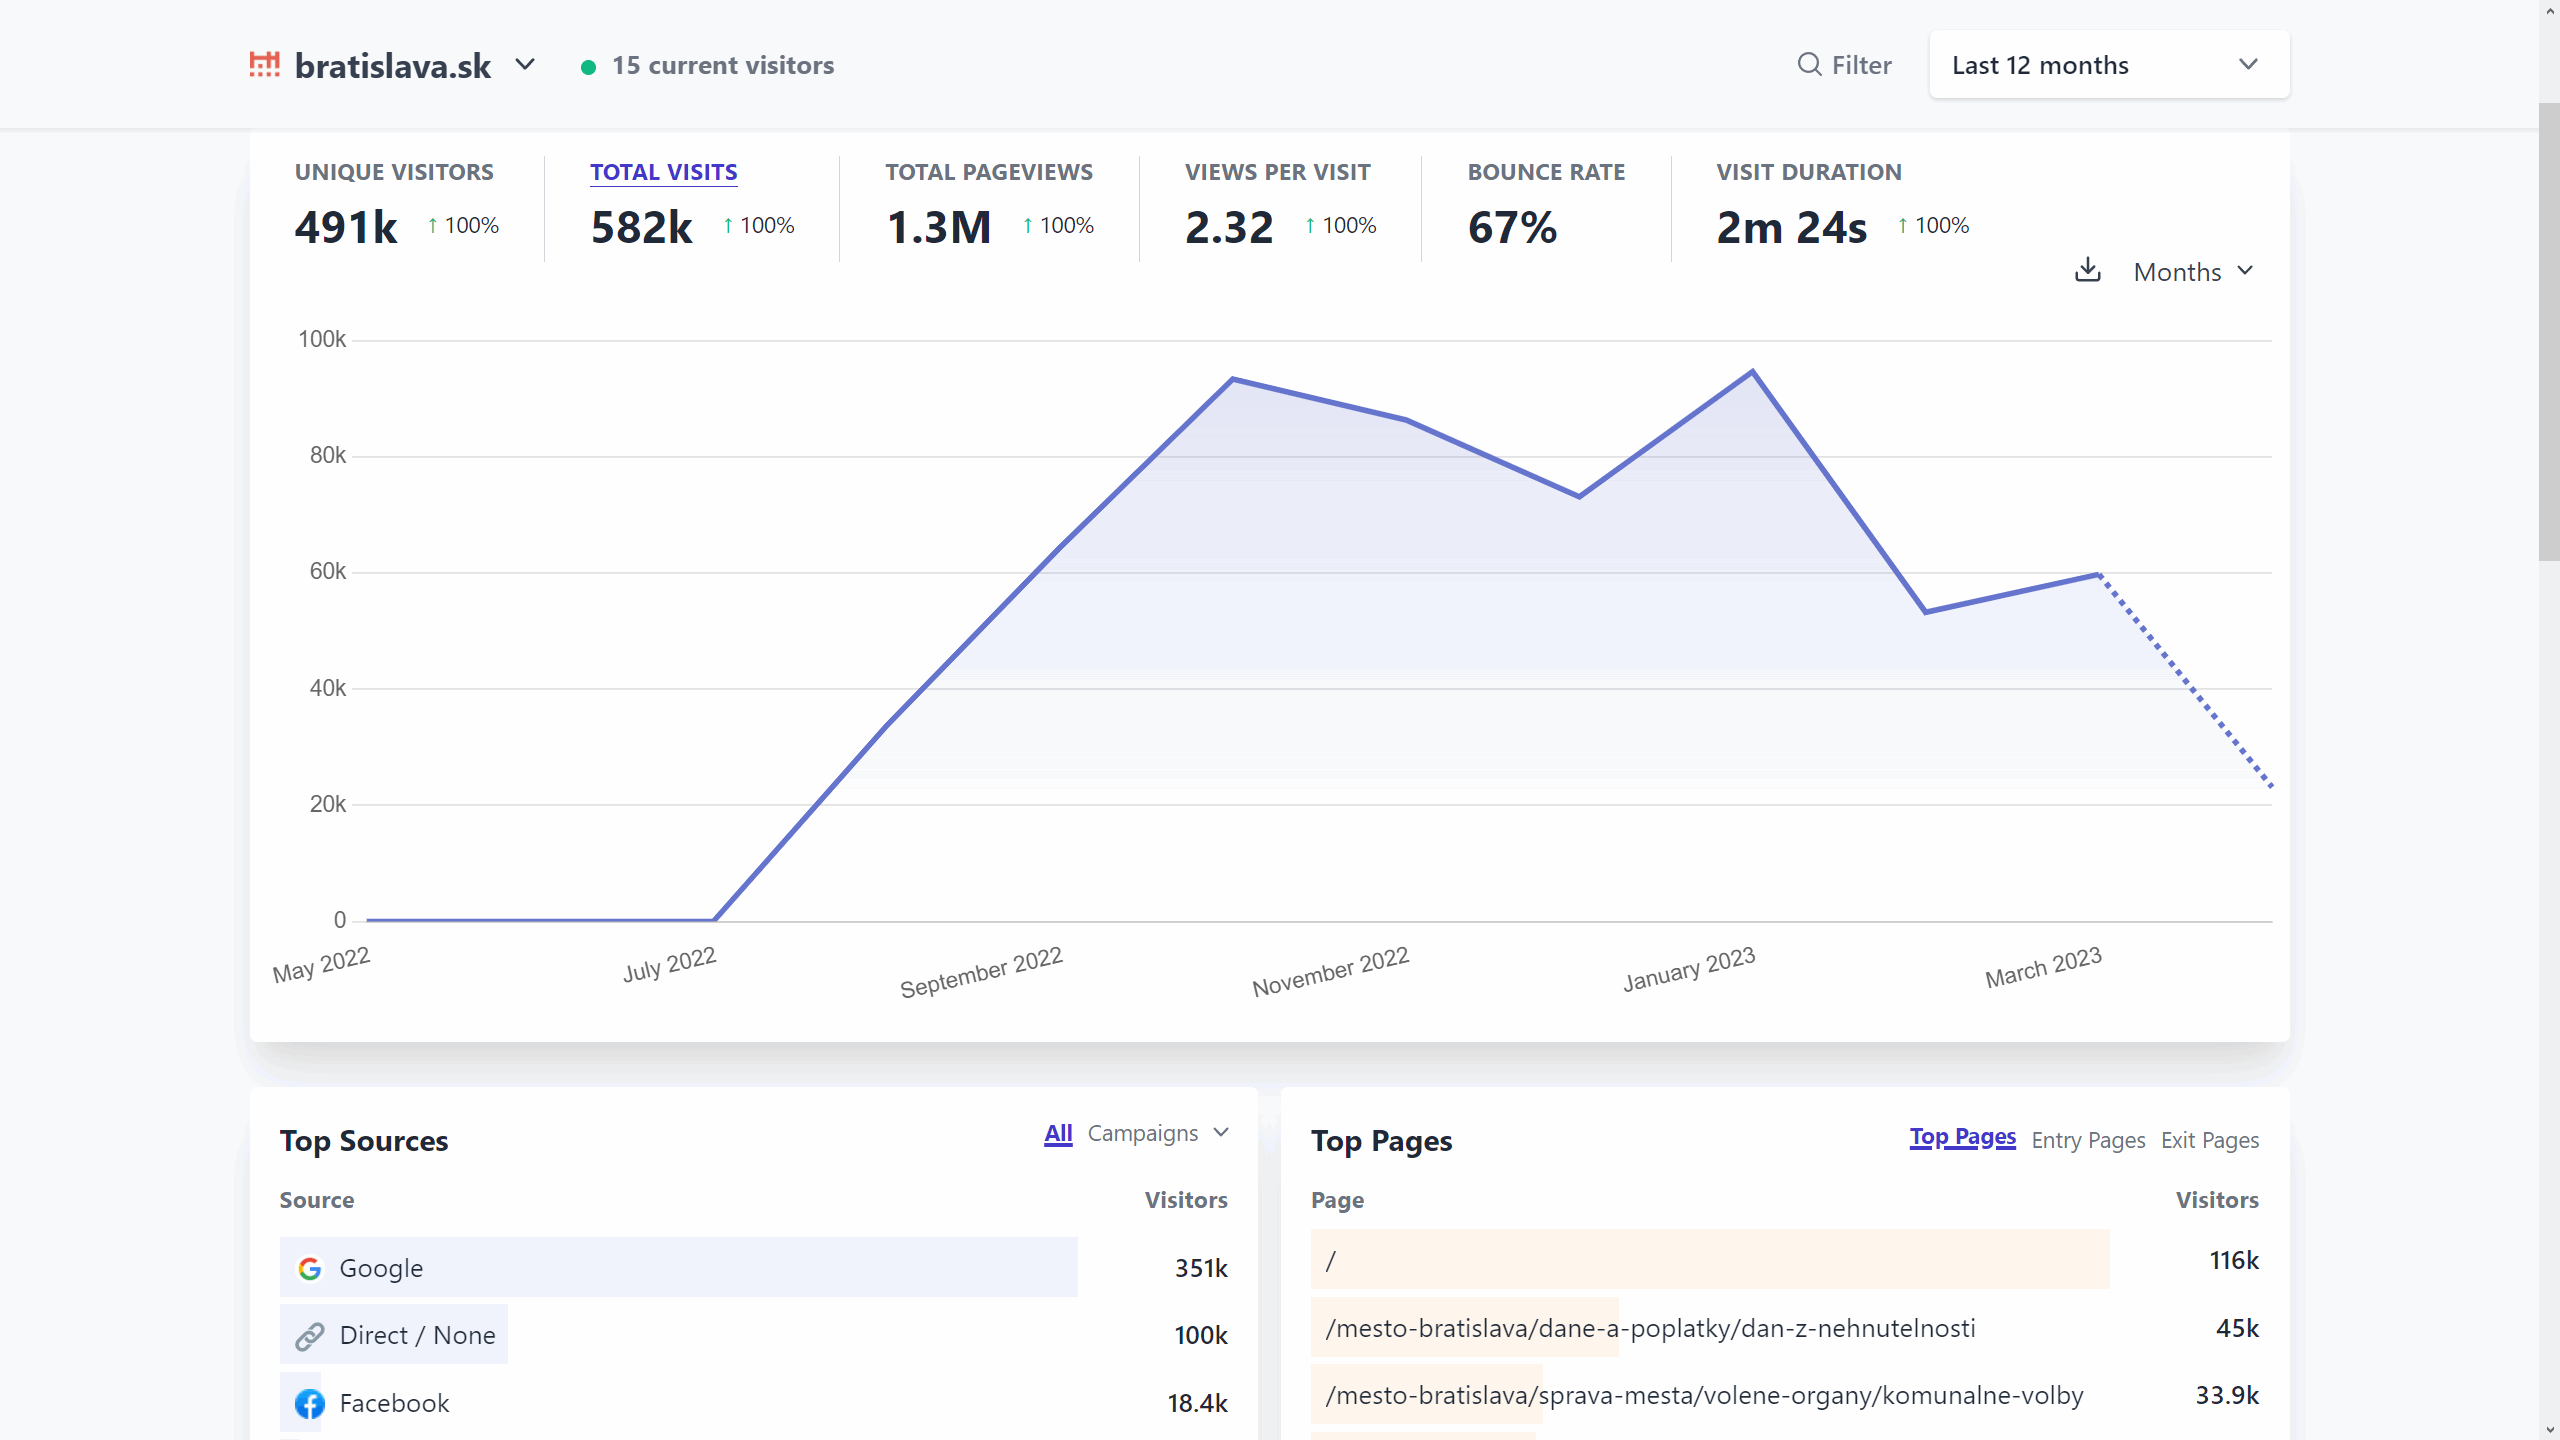 bratislava.sk
15 current visitors
Filter
Last 12 months
UNIQUE VISITORS
491k ↑ 100%
TOTAL VISITS
582k ↑ 100%
TOTAL PAGEVIEWS
1.3M ↑ 100%
VIEWS PER VISIT
2.32 ↑ 100%
BOUNCE RATE
67%
VISIT DURATION
2m 24s ↑ 100%
Months
100k
80k
60k
40k
20k
0
May 2022
July 2022
September 2022
November 2022
January 2023
March 2023
Top Sources
All Campaigns
Source Visitors
Google 351k
Direct / None 100k
Facebook 18.4k
Top Pages
Top Pages Entry Pages Exit Pages
Page Visitors
/ 116k
/mesto-bratislava/dane-a-poplatky/dan-z-nehnutelnosti 45k
/mesto-bratislava/sprava-mesta/volene-organy/komunalne-volby 33.9k